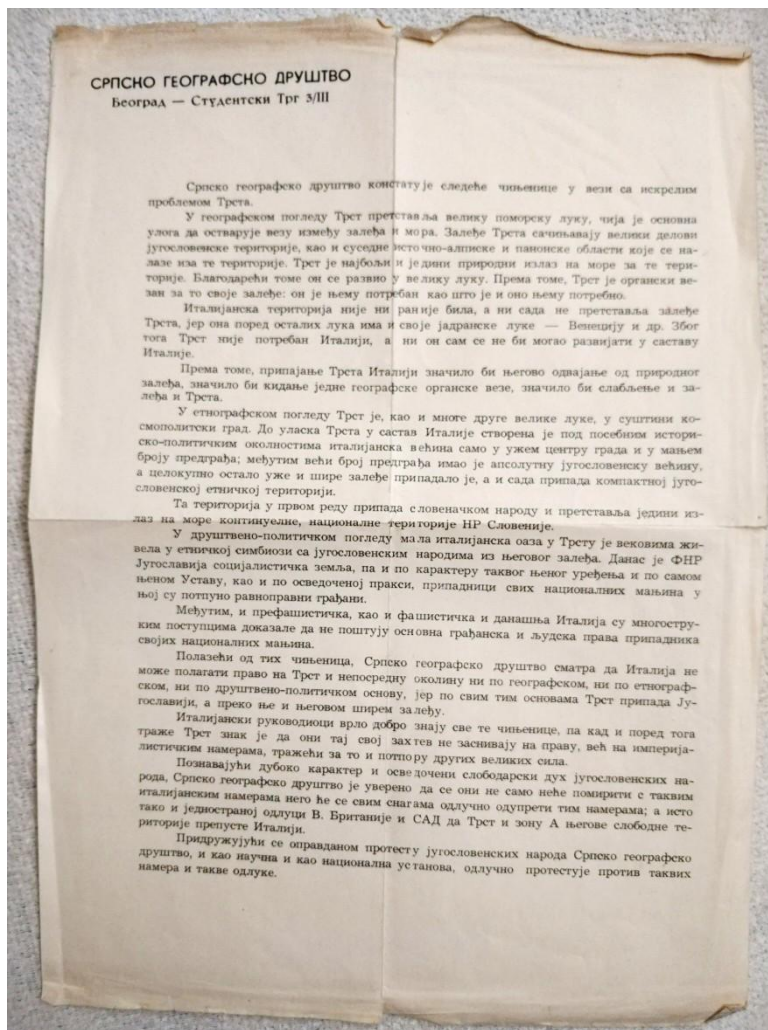 СРПСКО ГЕОГРАФСКО ДРУШТВО
Београд — Студентски Трг 3/III
Српско географско друштво констатује следеће чињенице у вези са искрслим
проблемом Трста.
У географском погледу Трст претставља велику поморску луку, чија је основна
улога да остварује везу између залеђа и мора. Залеђе Трста сачињавају велики делови
југословенске територије, као и суседне источно-алписке и панонске области које се на-
лазе иза те територије. Трст је најбољи и једини природни излаз на море за те тери-
торије. Благодарећи томе он се развио у велику луку. Према томе, Трст је органски ве-
зан за то своје залеђе: он је њему потребан као што је и оно њему потребно.
Италијанска територија није ни раније била, а ни сада не претставља залеђе
Трста, јер она поред осталих лука има и своје јадранске луке — Венецију и др. Због
тога Трст није потребан Италији, а ни он сам се не би могао развијати у саставу
Италије.
Према томе, припајање Трста Италији значило би његово одвајање од природног
залеђа, значило би кидање једне географске органске везе, значило би слабљење и за-
леђа и Трста.
У етнографском погледу Трст је, као и многе друге велике луке, у суштини ко-
смополитски град. До уласка Трста у састав Италије створена је под посебним истори-
ско-политичким околностима италијанска већина само у ужем центру града и у мањем
броју предграђа; међутим већи број предграђа имао је апсолутну југословенску већину,
а целокупно остало уже и шире залеђе припадало је, а и сада припада компактној југо-
словенској етничкој територији.
Та територија у првом реду припада словеначком народу и претставља једини из-
лаз на море континуелне, националне територије НР Словеније.
У друштвено-политичком погледу мала италијанска оаза у Трсту је вековима жи-
вела у етничкој симбиози са југословенским народима из његовог залеђа. Данас је ФНР
Југославија социјалистичка земља, па и по карактеру таквог њеног уређења и по самом
њеном Уставу, као и по осведоченој пракси, припадници свих националних мањина у
њој су потпуно равноправни грађани.
Међутим, и префашистичка, као и фашистичка и данашња Италија су многостру-
ким поступцима доказале да не поштују основна грађанска и људска права припадника
својих националних мањина.
Полазећи од тих чињеница, Српско географско друштво сматра да Италија не
може полагати право на Трст и непосредну околину ни по географском, ни по етнограф-
ском, ни по друштвено-политичком основу, јер по свим тим основама Трст припада Ју-
гославији, а преко ње и његовом ширем залеђу.
Италијански руководиоци врло добро знају све те чињенице, па кад и поред тога
траже Трст знак је да они тај свој захтев не заснивају на праву, већ на империја-
листичким намерама, тражећи за то и потпору других великих сила.
Познавајући дубоко карактер и осведочени слободарски дух југословенских на-
рода, Српско географско друштво је уверено да се они не само неће помирити с таквим
италијанским намерама него ће се свим снагама одлучно одупрети тим намерама; а исто
тако и једностраној одлуци В. Британије и САД да Трст и зону А његове слободне те-
риторије препусте Италији.
Придружујући се оправданом протесту југословенских народа Српско географско
друштво, и као научна и као национална установа, одлучно протестује против таквих
намера и такве одлуке.